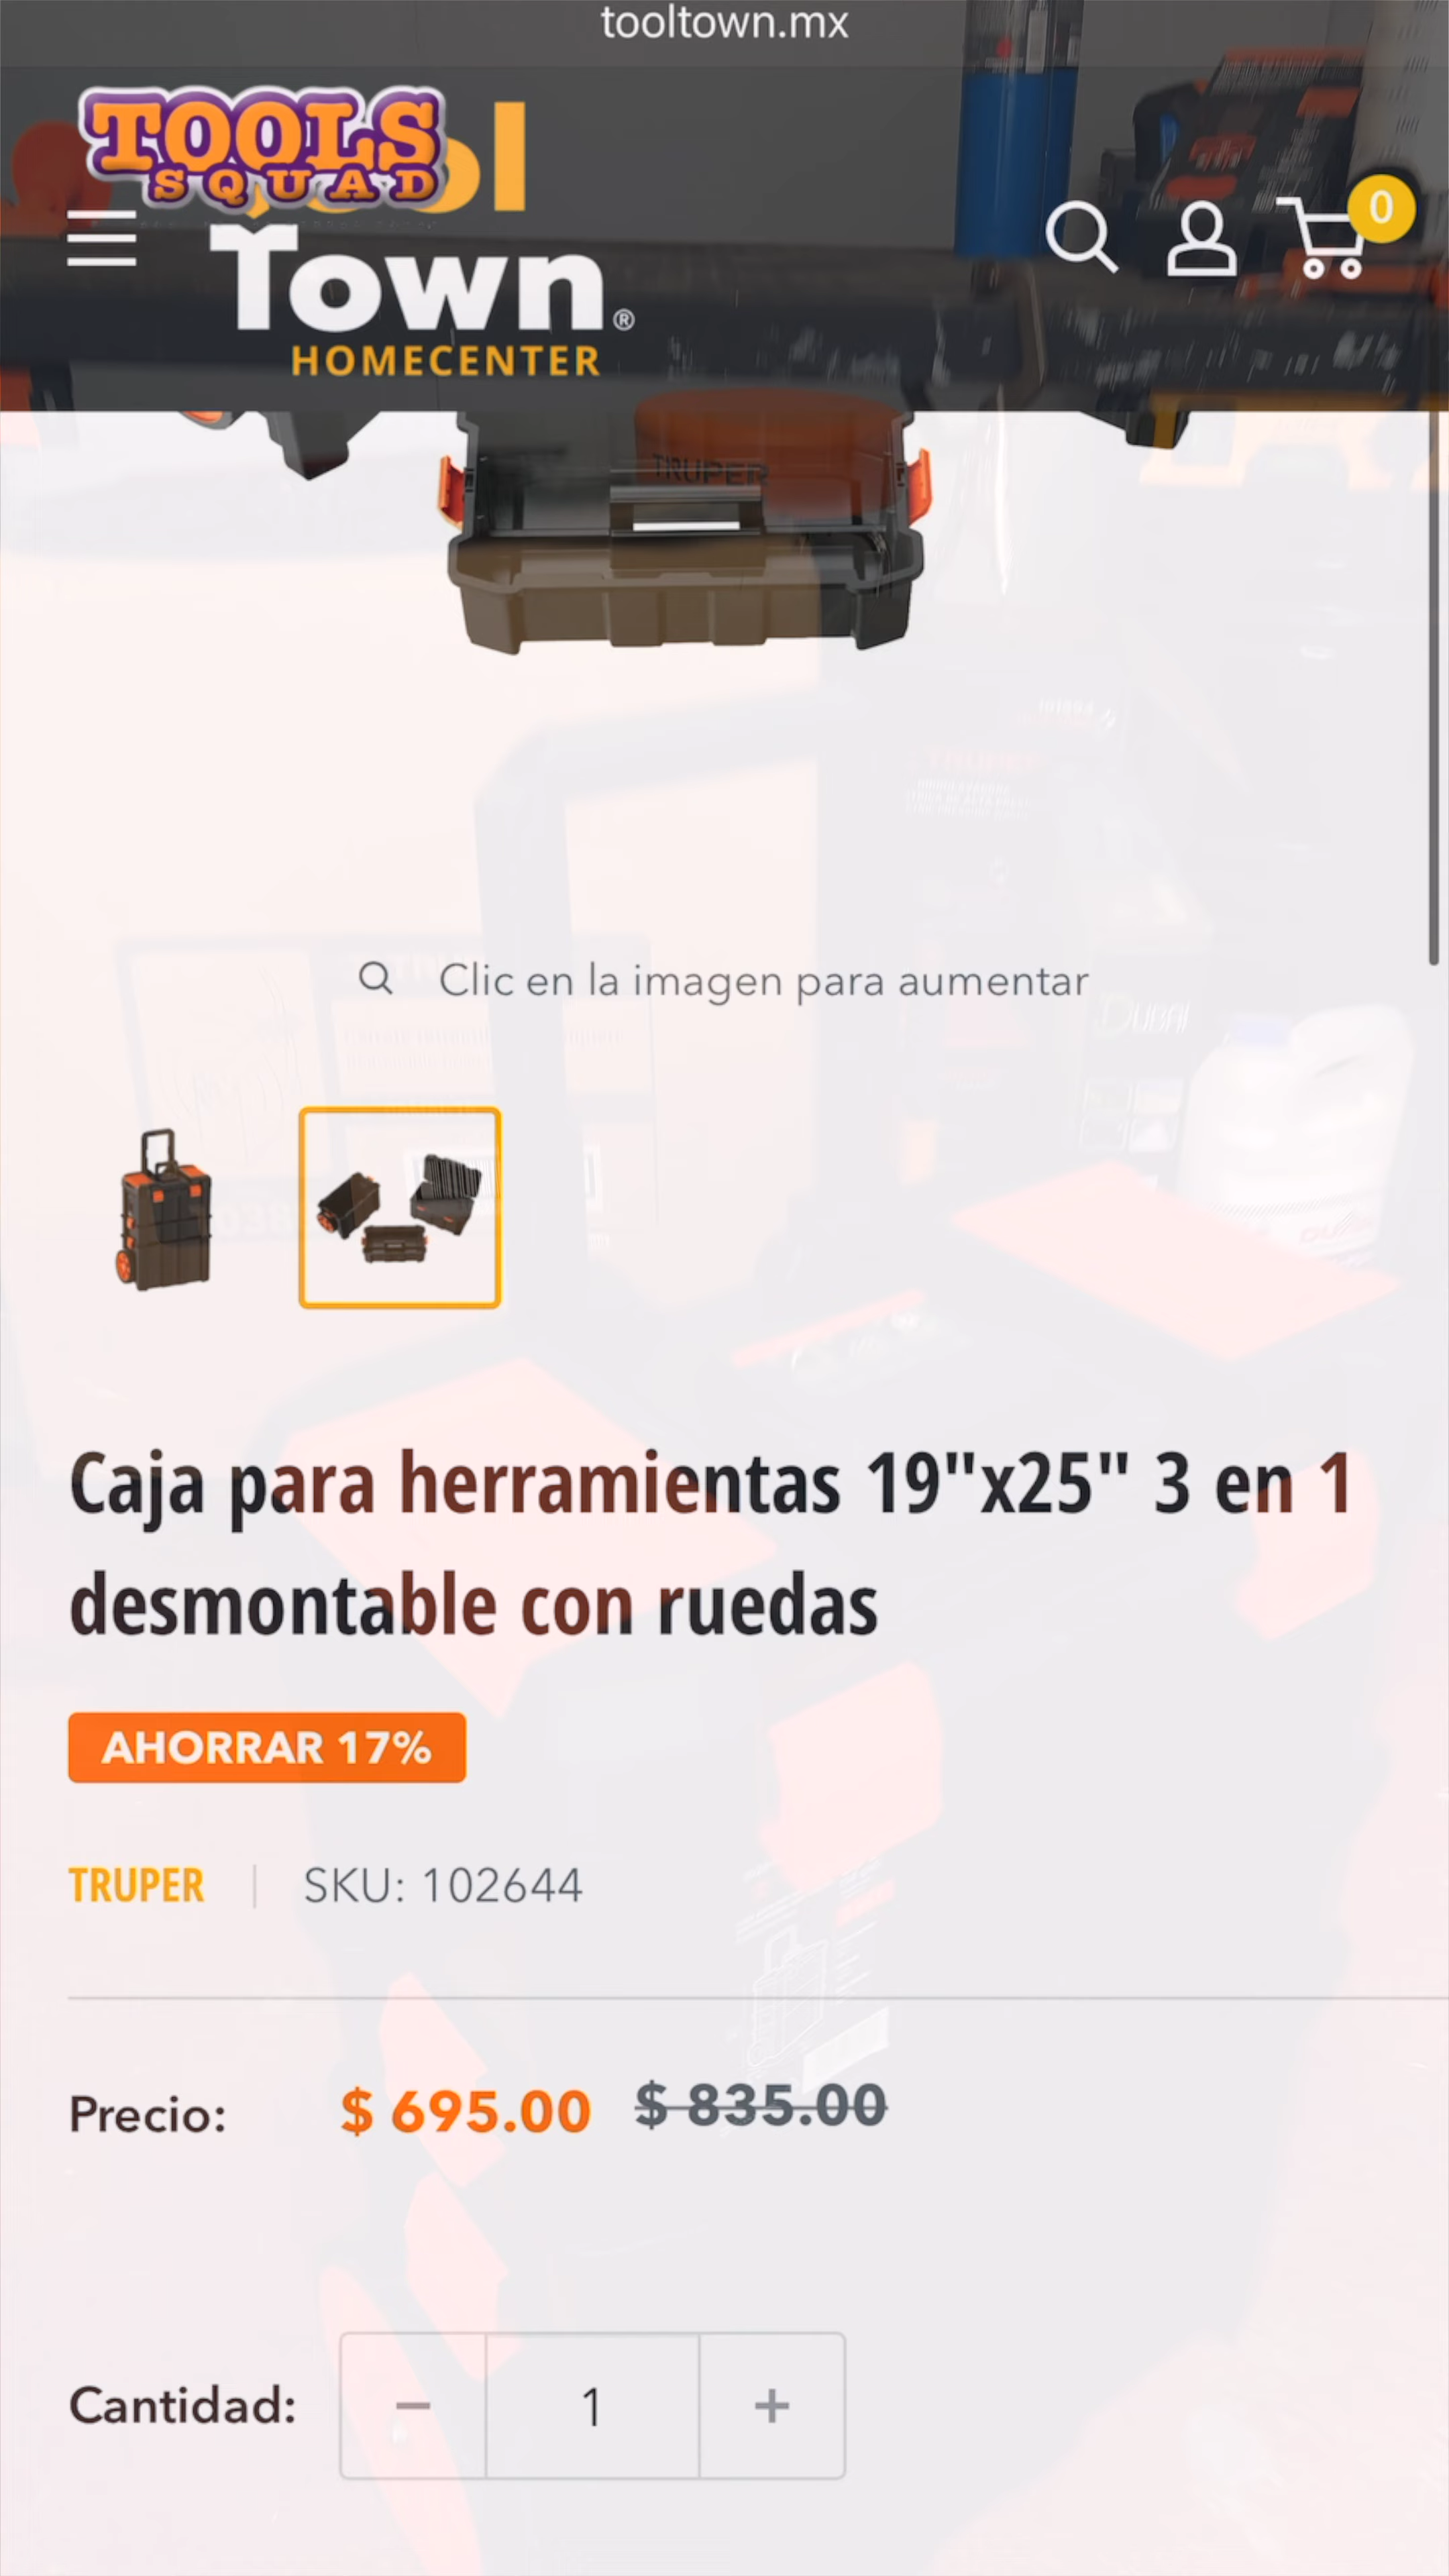 tooltown.mx
TOOLS
SQUAD
Town®
HOMECENTER
0
TRUPER
Clic en la imagen para aumentar
Caja para herramientas 19"x25" 3 en 1
desmontable con ruedas
AHORRAR 17%
TRUPER | SKU: 102644
Precio: $ 695.00 $ 835.00
Cantidad: − 1 +